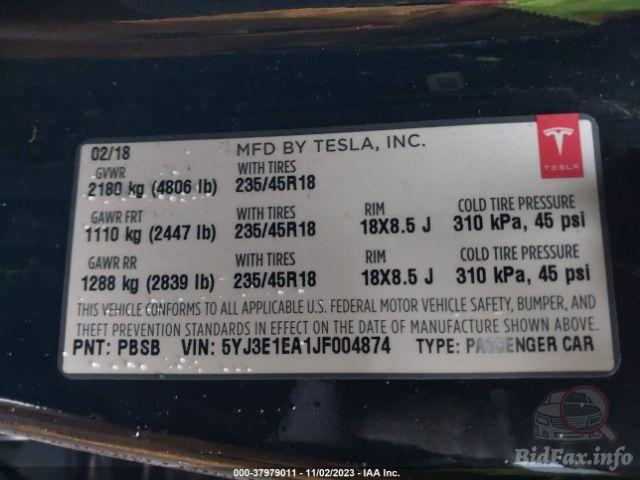 02/18 MFD BY TESLA, INC.
TESLA
GVWR WITH TIRES
2180 kg (4806 lb) 235/45R18
GAWR FRT WITH TIRES RIM COLD TIRE PRESSURE
1110 kg (2447 lb) 235/45R18 18X8.5 J 310 kPa, 45 psi
GAWR RR WITH TIRES RIM COLD TIRE PRESSURE
1288 kg (2839 lb) 235/45R18 18X8.5 J 310 kPa, 45 psi
THIS VEHICLE CONFORMS TO ALL APPLICABLE U.S. FEDERAL MOTOR VEHICLE SAFETY, BUMPER, AND
THEFT PREVENTION STANDARDS IN EFFECT ON THE DATE OF MANUFACTURE SHOWN ABOVE.
PNT: PBSB VIN: 5YJ3E1EA1JF004874 TYPE: PASSENGER CAR
BidFax.info
000-37979011 - 11/02/2023 - IAA Inc.